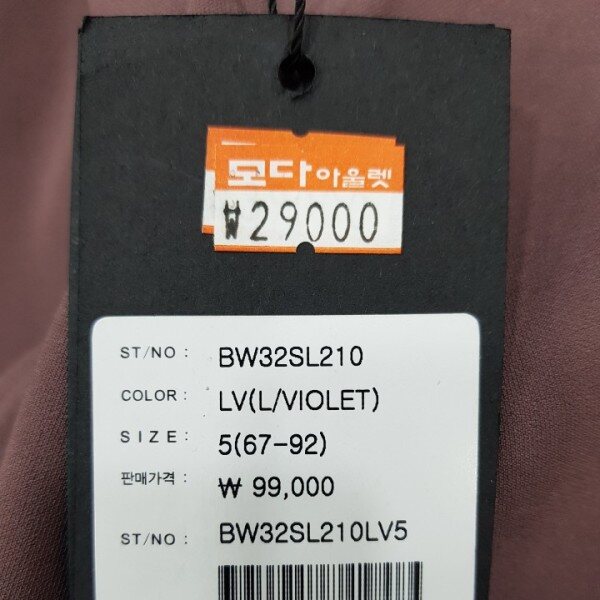 모다아울렛
₩29000
ST/NO : BW32SL210
COLOR : LV(L/VIOLET)
SIZE : 5(67-92)
판매가격 : ₩ 99,000
ST/NO : BW32SL210LV5